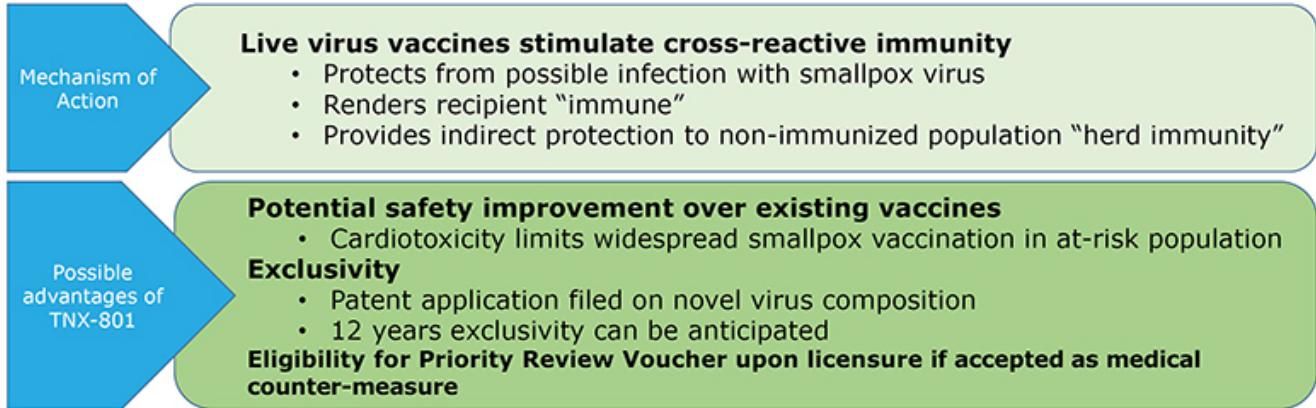 Mechanism of
Action
Live virus vaccines stimulate cross-reactive immunity
• Protects from possible infection with smallpox virus
• Renders recipient “immune”
• Provides indirect protection to non-immunized population “herd immunity”
Possible
advantages of
TNX-801
Potential safety improvement over existing vaccines
• Cardiotoxicity limits widespread smallpox vaccination in at-risk population
Exclusivity
• Patent application filed on novel virus composition
• 12 years exclusivity can be anticipated
Eligibility for Priority Review Voucher upon licensure if accepted as medical
counter-measure